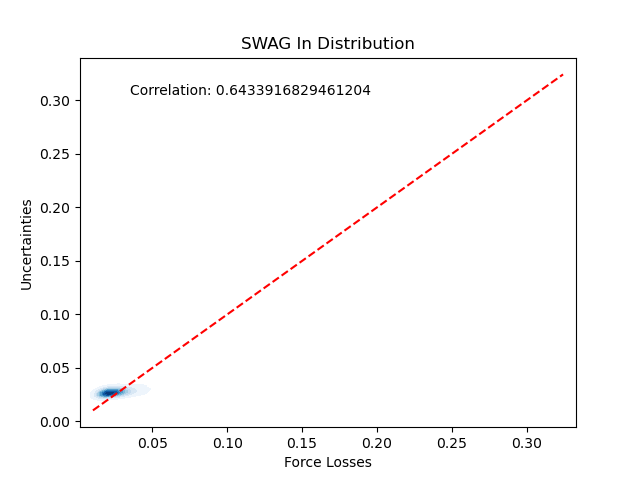 SWAG In Distribution
Correlation: 0.6433916829461204
Uncertainties
0.30
0.25
0.20
0.15
0.10
0.05
0.00
0.05 0.10 0.15 0.20 0.25 0.30
Force Losses